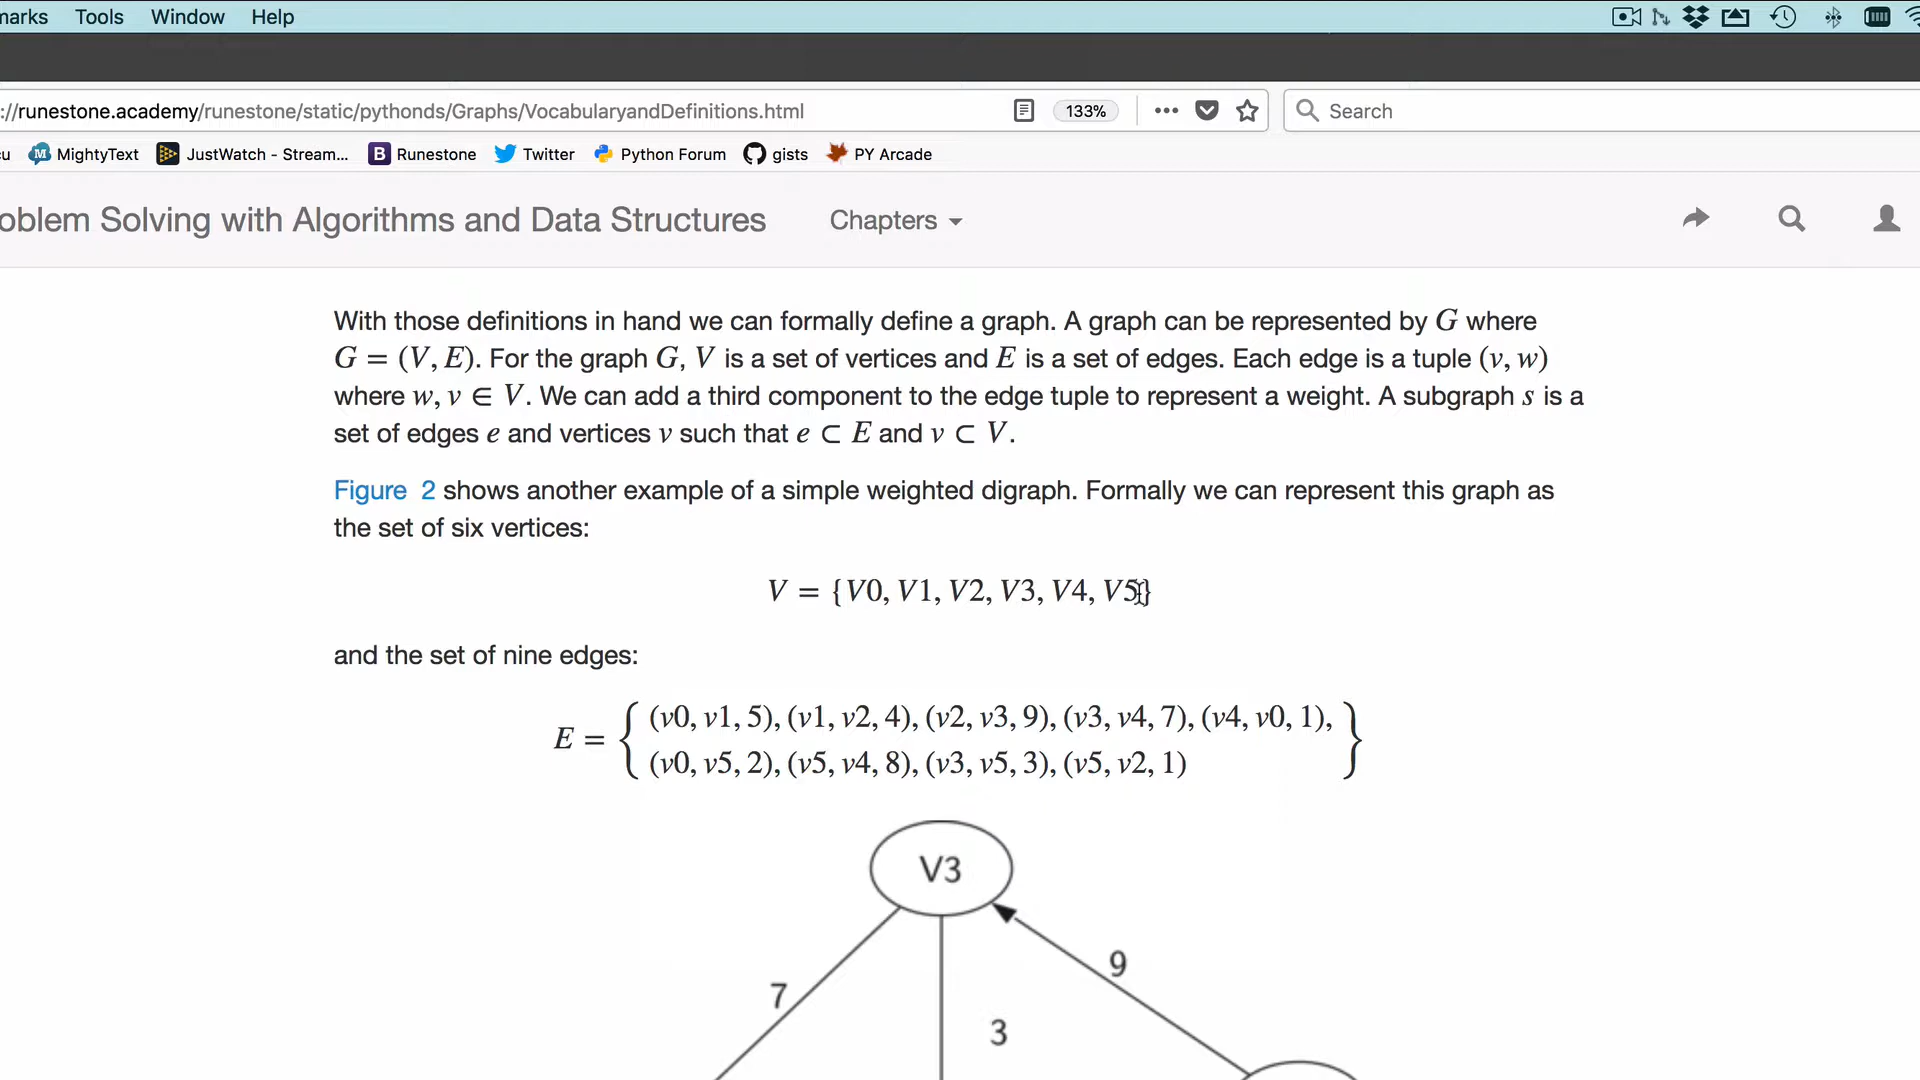 marks Tools Window Help
://runestone.academy/runestone/static/pythonds/Graphs/VocabularyandDefinitions.html 133% Search
cu MightyText JustWatch - Stream... B Runestone Twitter Python Forum gists PY Arcade
oblem Solving with Algorithms and Data Structures Chapters
With those definitions in hand we can formally define a graph. A graph can be represented by G where
G = (V, E). For the graph G, V is a set of vertices and E is a set of edges. Each edge is a tuple (v, w)
where w, v ∈ V. We can add a third component to the edge tuple to represent a weight. A subgraph s is a
set of edges e and vertices v such that e ⊂ E and v ⊂ V.
Figure 2 shows another example of a simple weighted digraph. Formally we can represent this graph as
the set of six vertices:
V = {V0, V1, V2, V3, V4, V5}
and the set of nine edges:
E = { (v0, v1, 5), (v1, v2, 4), (v2, v3, 9), (v3, v4, 7), (v4, v0, 1),
(v0, v5, 2), (v5, v4, 8), (v3, v5, 3), (v5, v2, 1) }
V3
9
7
3